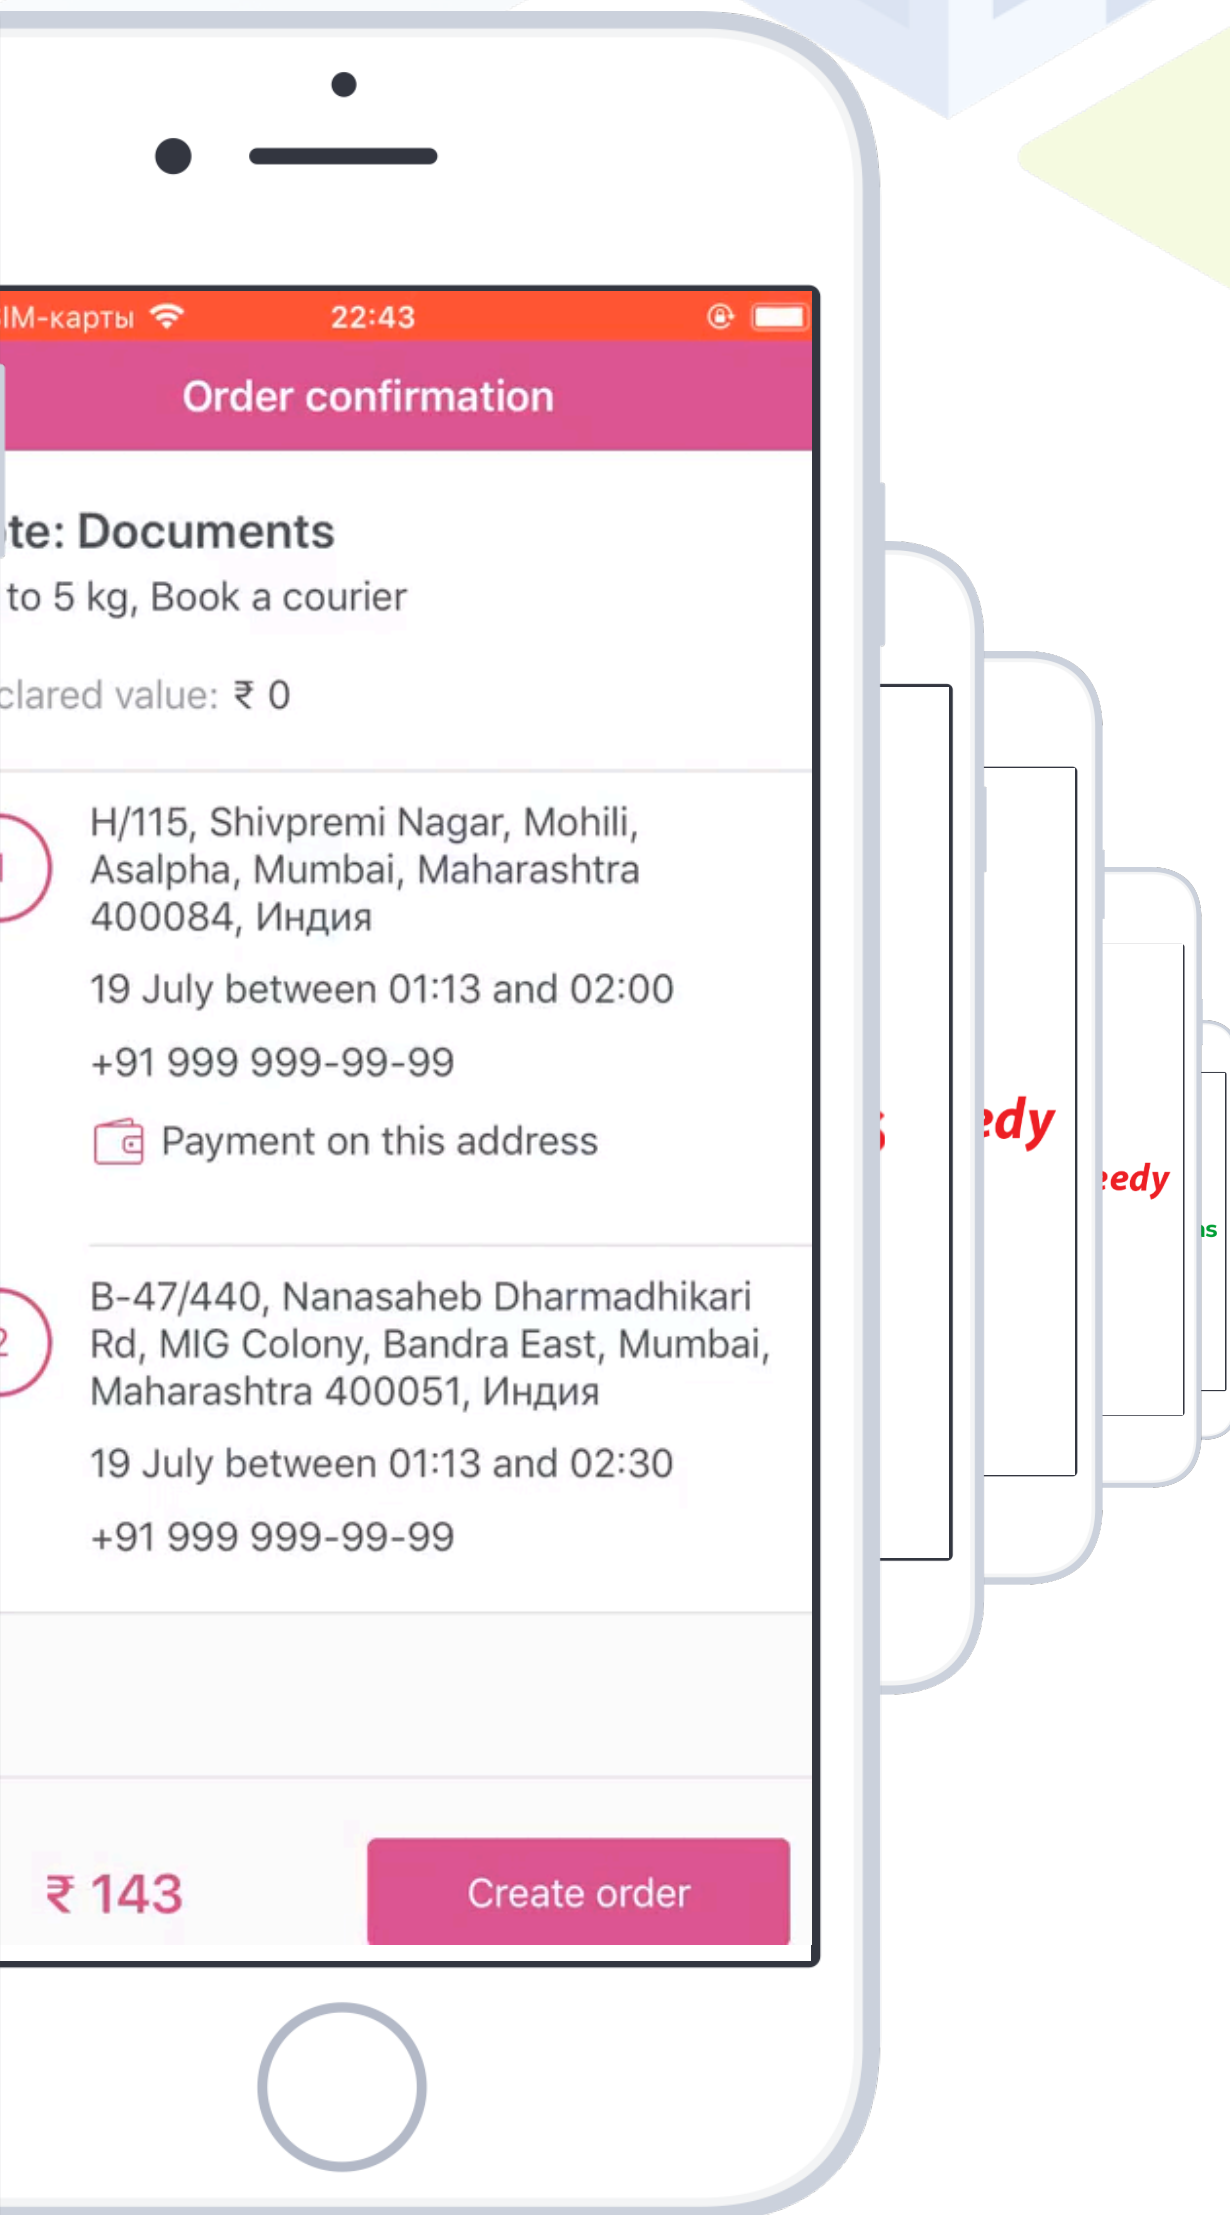 SIM-карты 22:43
Order confirmation
te: Documents
to 5 kg, Book a courier
clared value: ₹ 0
H/115, Shivpremi Nagar, Mohili,
Asalpha, Mumbai, Maharashtra
400084, Индия
19 July between 01:13 and 02:00
+91 999 999-99-99
Payment on this address
2
B-47/440, Nanasaheb Dharmadhikari
Rd, MIG Colony, Bandra East, Mumbai,
Maharashtra 400051, Индия
19 July between 01:13 and 02:30
+91 999 999-99-99
₹ 143
Create order
edy
eedy